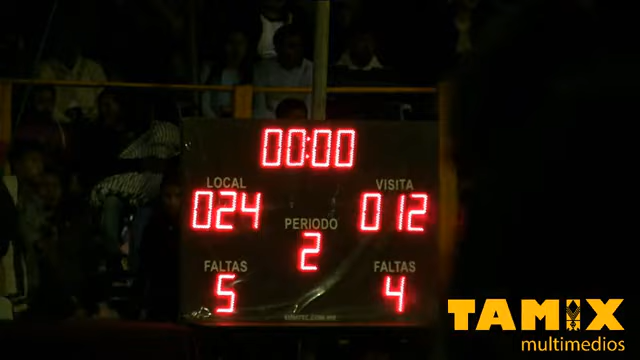 00:00
LOCAL VISITA
024 012
PERIODO
2
FALTAS FALTAS
5 4
TAMIX
multimedios